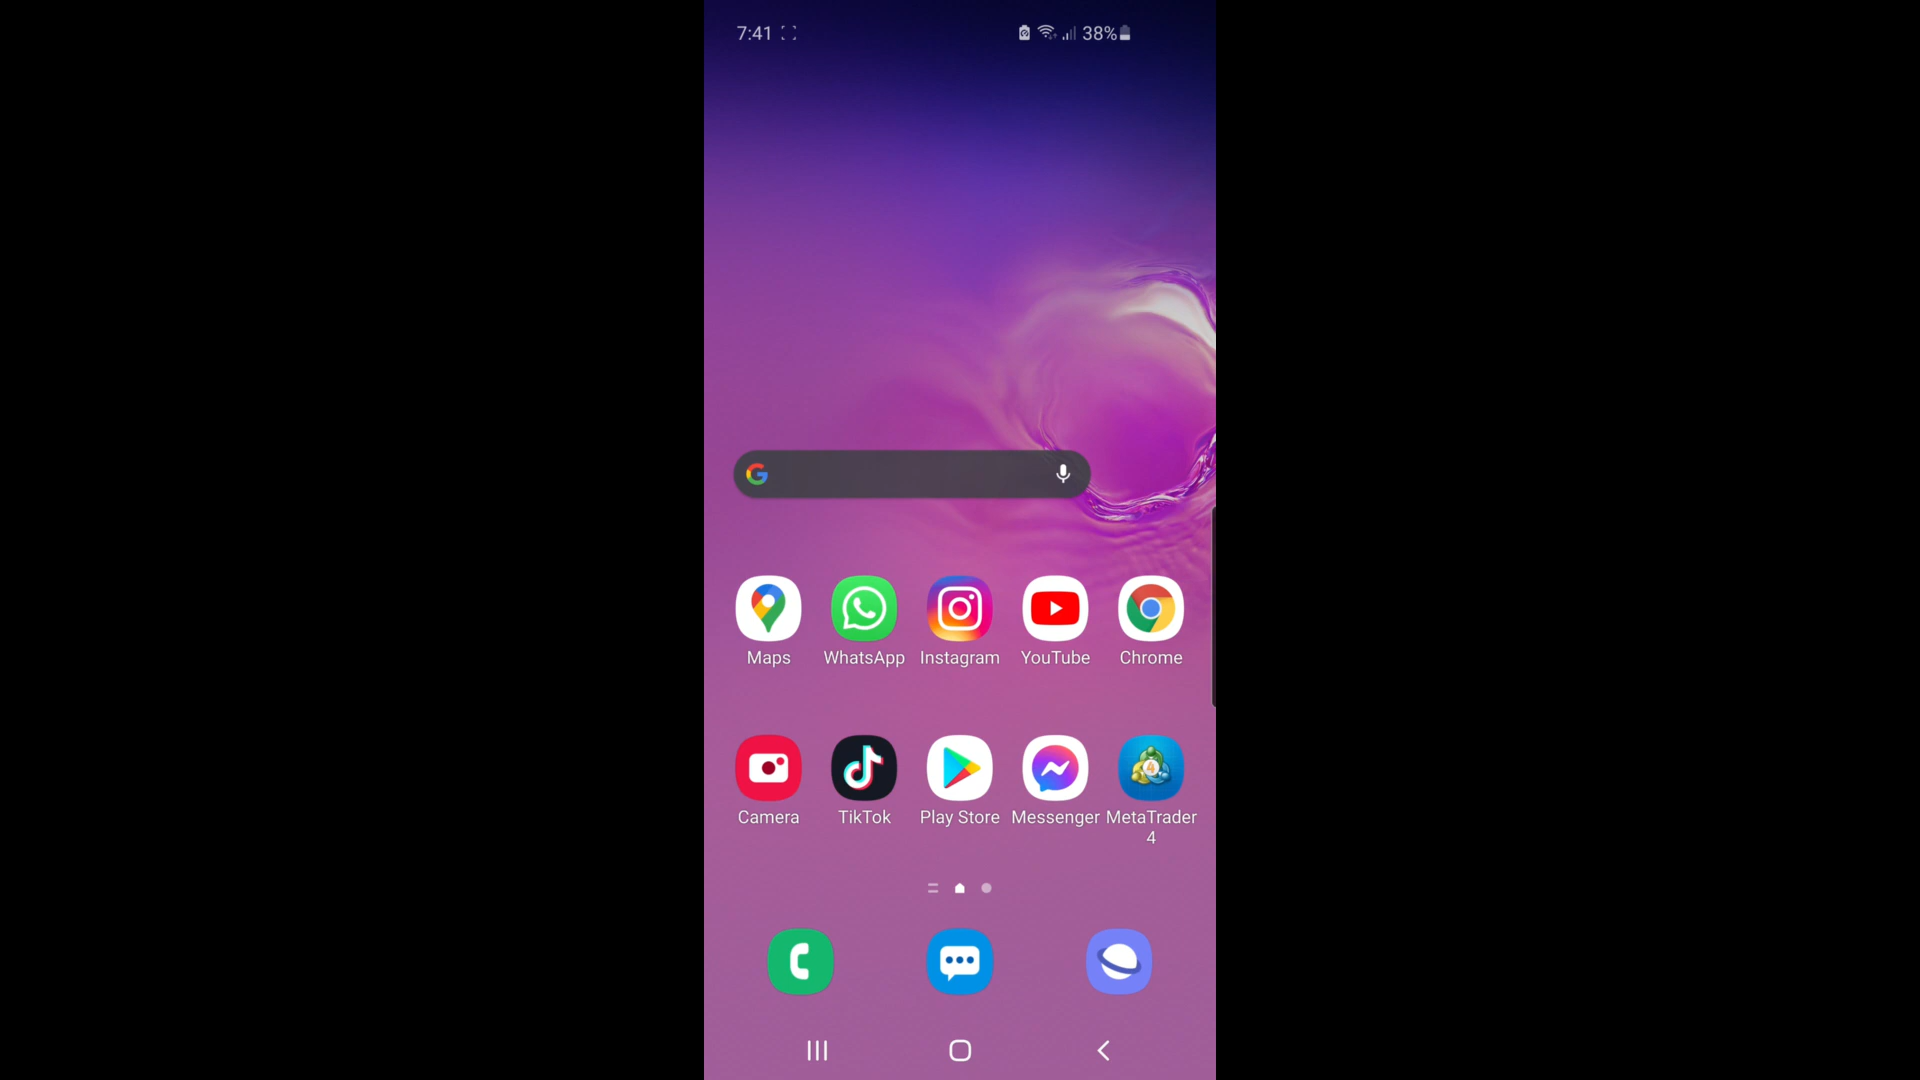 7:41 38%
Maps WhatsApp Instagram YouTube Chrome
Camera TikTok Play Store Messenger MetaTrader
4